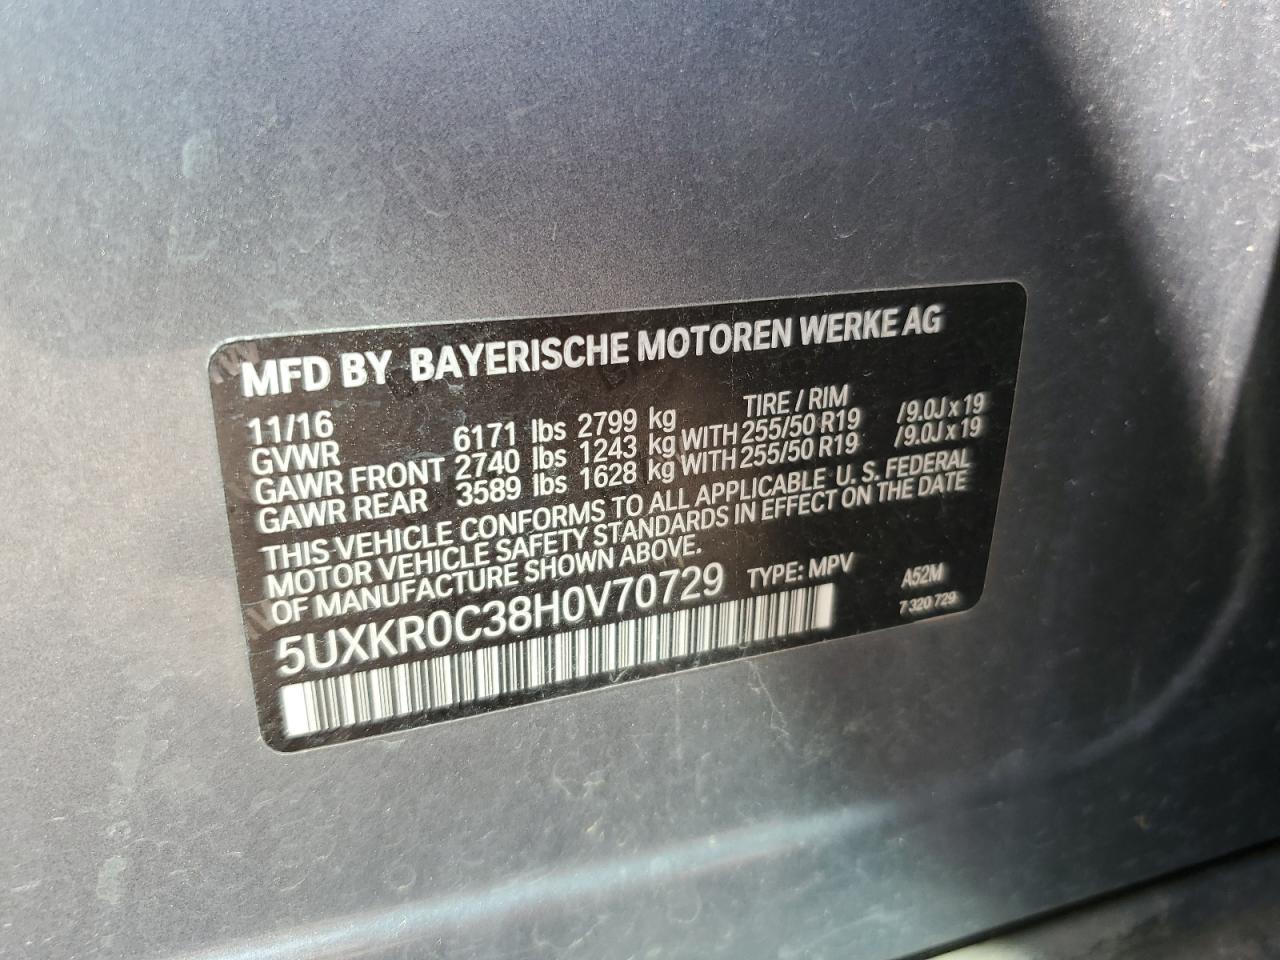 MFD BY BAYERISCHE MOTOREN WERKE AG
11/16 TIRE / RIM
GVWR 6171 lbs 2799 kg
GAWR FRONT 2740 lbs 1243 kg WITH 255/50 R19 /9.0J x 19
GAWR REAR 3589 lbs 1628 kg WITH 255/50 R19 /9.0J x 19
THIS VEHICLE CONFORMS TO ALL APPLICABLE U. S. FEDERAL
MOTOR VEHICLE SAFETY STANDARDS IN EFFECT ON THE DATE
OF MANUFACTURE SHOWN ABOVE.
5UXKR0C38H0V70729 TYPE: MPV A52M
7 320 729